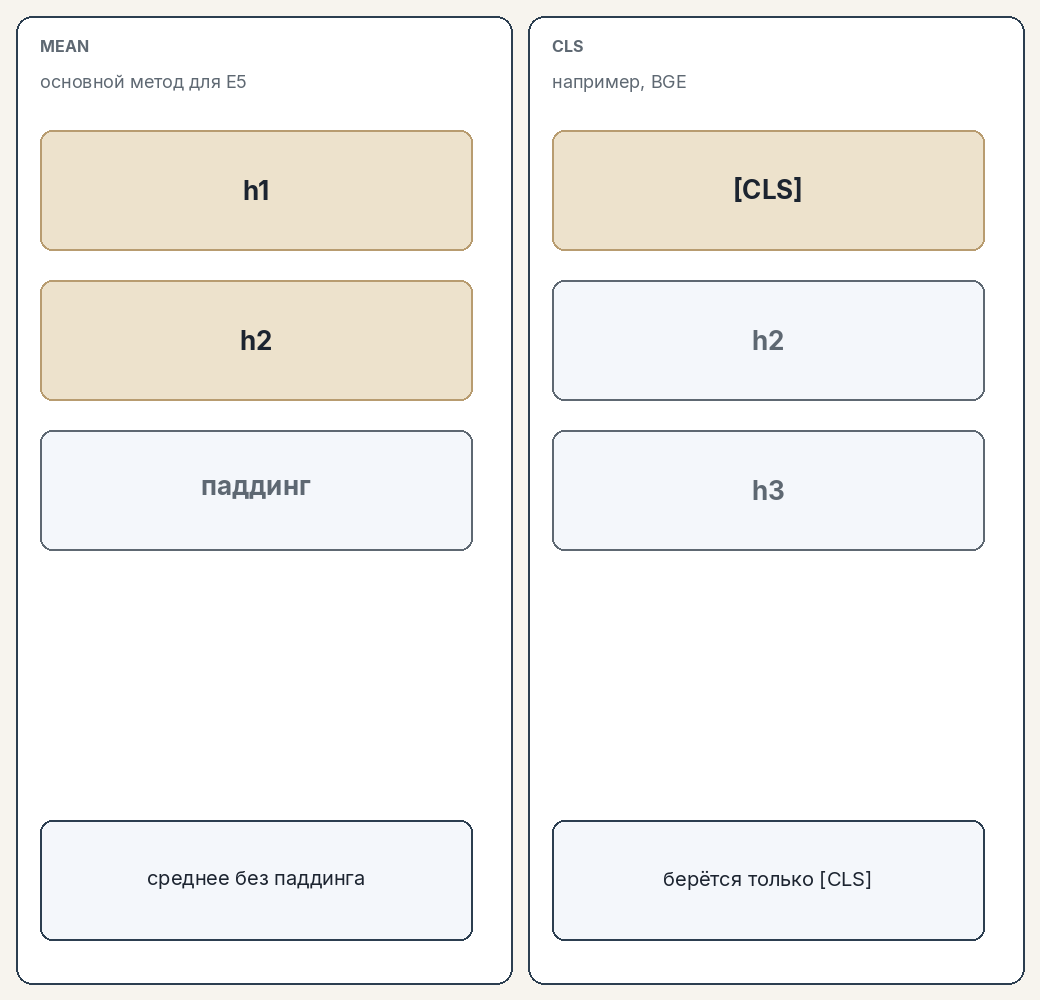 MEAN
основной метод для E5
h1
h2
паддинг
среднее без паддинга
CLS
например, BGE
[CLS]
h2
h3
берётся только [CLS]